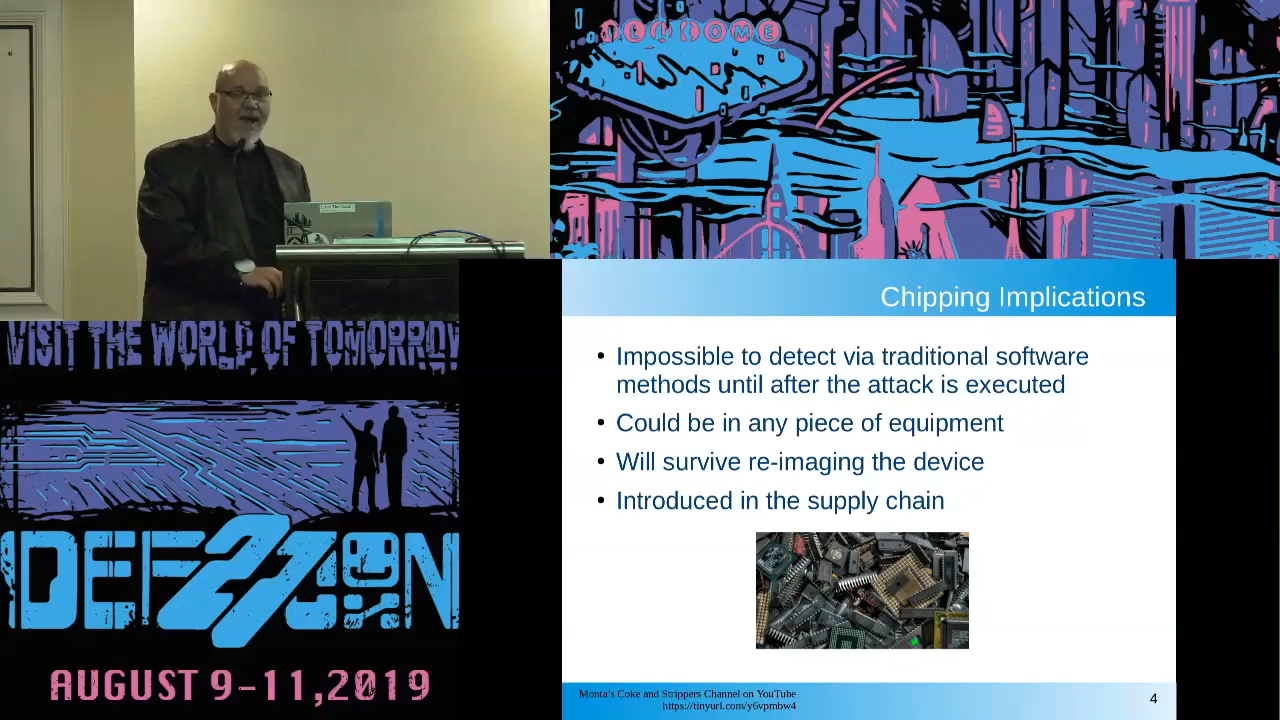 WELCOME
Chipping Implications
• Impossible to detect via traditional software
methods until after the attack is executed
• Could be in any piece of equipment
• Will survive re-imaging the device
• Introduced in the supply chain
Monta's Coke and Strippers Channel on YouTube
https://tinyurl.com/y6vpmbw4
4
VISIT THE WORLD OF TOMORROW
DEF 27 CON
AUGUST 9-11,2019